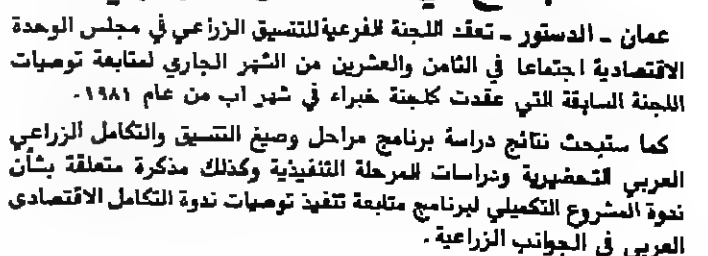 عمان ـ الدستور ـ تعقد اللجنة الفرعية للتنسيق الزراعي في مجلس الوحدة
الاقتصادية اجتماعا في الثامن والعشرين من الشهر الجاري لمتابعة توصيات
اللجنة السابقة التي عقدت كلجنة خبراء في شهر اب من عام ١٩٨١ .
كما ستبحث نتائج دراسة برنامج مراحل وصيغ التنسيق والتكامل الزراعي
العربي التحضيرية ودراسات المرحلة التنفيذية وكذلك مذكرة متعلقة بشأن
ندوة المشروع التكميلي لبرنامج متابعة تنفيذ توصيات ندوة التكامل الاقتصادى
العربي في الجوانب الزراعية .